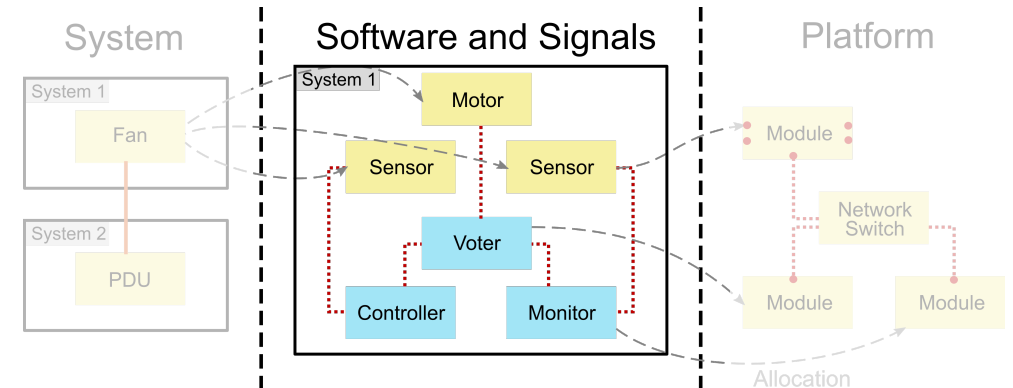 System
Software and Signals
Platform
System 1
Fan
System 2
PDU
System 1
Motor
Sensor
Sensor
Voter
Controller
Monitor
Module
Network
Switch
Module
Module
Allocation